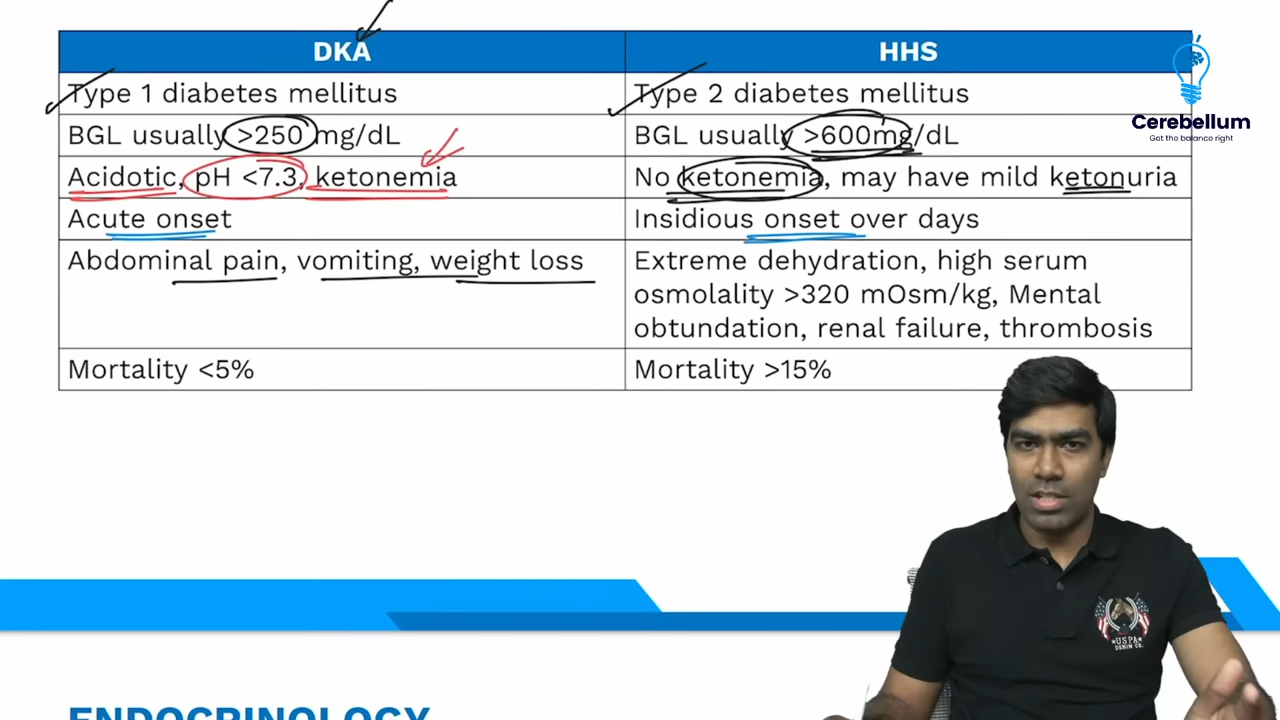 DKA
HHS
Type 1 diabetes mellitus
Type 2 diabetes mellitus
BGL usually >250 mg/dL
BGL usually >600mg/dL
Acidotic, pH <7.3, ketonemia
No ketonemia, may have mild ketonuria
Acute onset
Insidious onset over days
Abdominal pain, vomiting, weight loss
Extreme dehydration, high serum
osmolality >320 mOsm/kg, Mental
obtundation, renal failure, thrombosis
Mortality <5%
Mortality >15%
Cerebellum
Get the balance right
USPA
DENIM CO.
ENDOCRINOLOGY